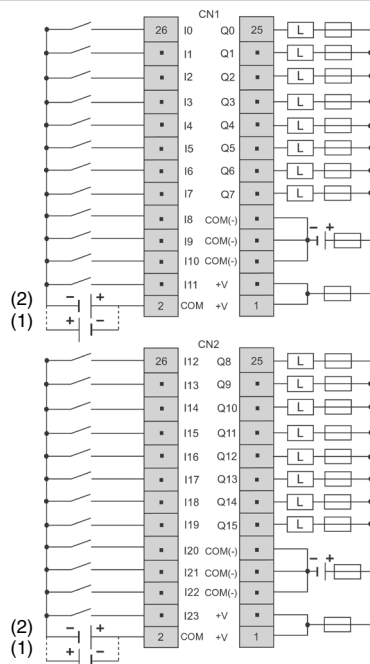 CN1
26 I0 Q0 25 L
I1 Q1 L
I2 Q2 L
I3 Q3 L
I4 Q4 L
I5 Q5 L
I6 Q6 L
I7 Q7 L
I8 COM(-)
I9 COM(-) - +
I10 COM(-)
I11 +V
(2) - + 2 COM +V 1
(1) + -
CN2
26 I12 Q8 25 L
I13 Q9 L
I14 Q10 L
I15 Q11 L
I16 Q12 L
I17 Q13 L
I18 Q14 L
I19 Q15 L
I20 COM(-)
I21 COM(-) - +
I22 COM(-)
I23 +V
(2) - + 2 COM +V 1
(1) + -